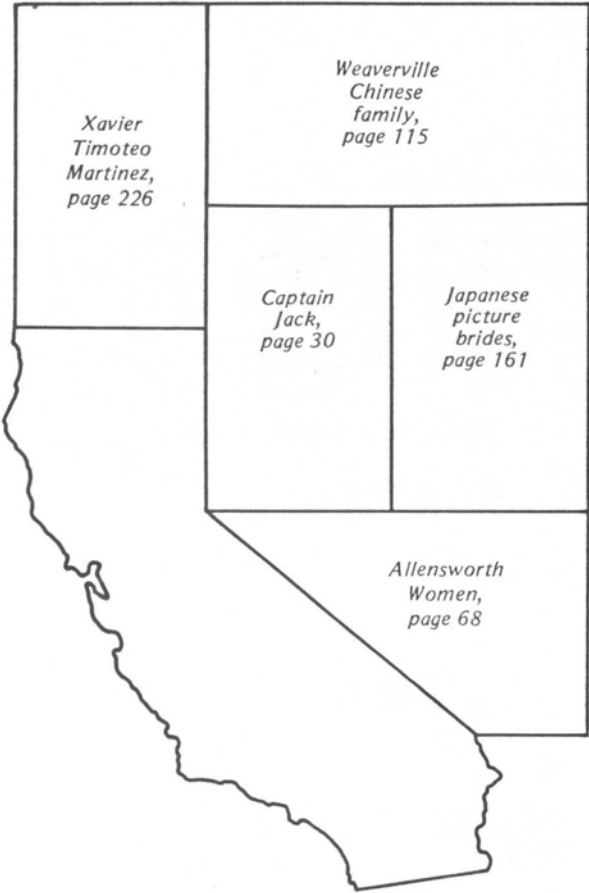 Weaverville
Chinese
family,
page 115
Xavier
Timoteo
Martinez,
page 226
Captain
Jack,
page 30
Japanese
picture
brides,
page 161
Allensworth
Women,
page 68